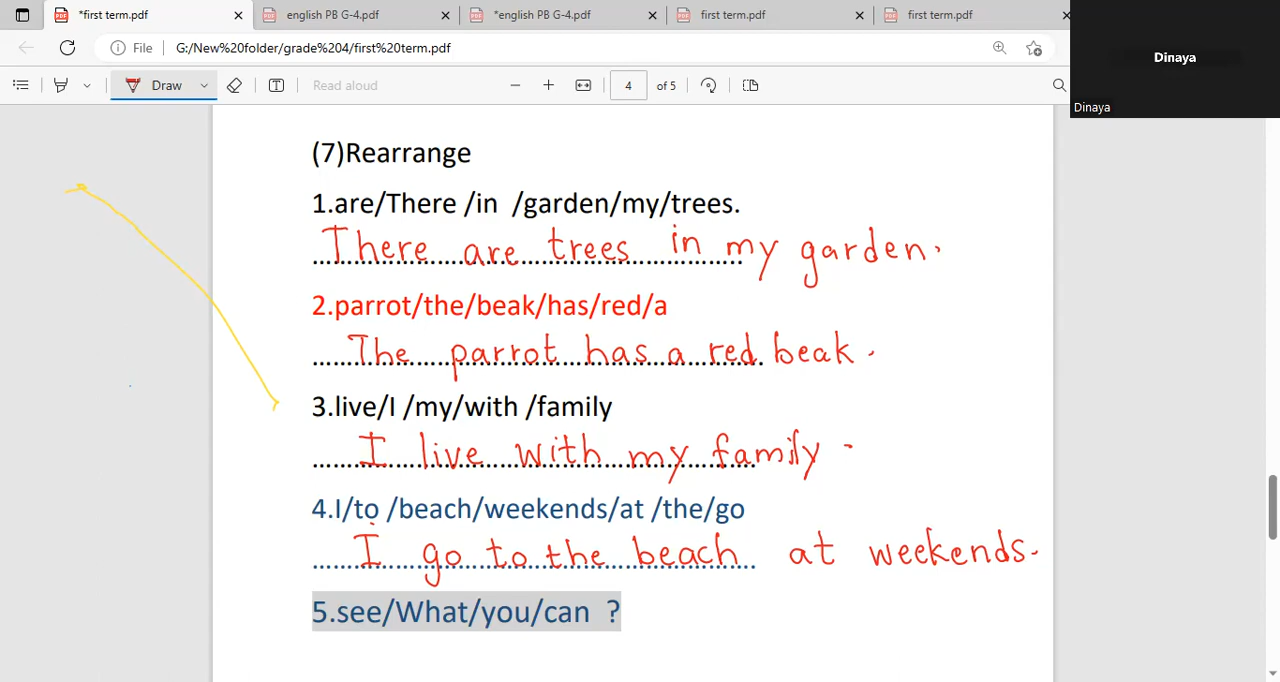 *first term.pdf
english PB G-4.pdf
*english PB G-4.pdf
first term.pdf
first term.pdf
File G:/New%20folder/grade%204/first%20term.pdf
Draw Read aloud 4 of 5
Dinaya
Dinaya
(7)Rearrange
1.are/There /in /garden/my/trees.
There are trees in my garden.
2.parrot/the/beak/has/red/a
The parrot has a red beak.
3.live/I /my/with /family
I live with my family.
4.I/to /beach/weekends/at /the/go
I go to the beach at weekends.
5.see/What/you/can ?